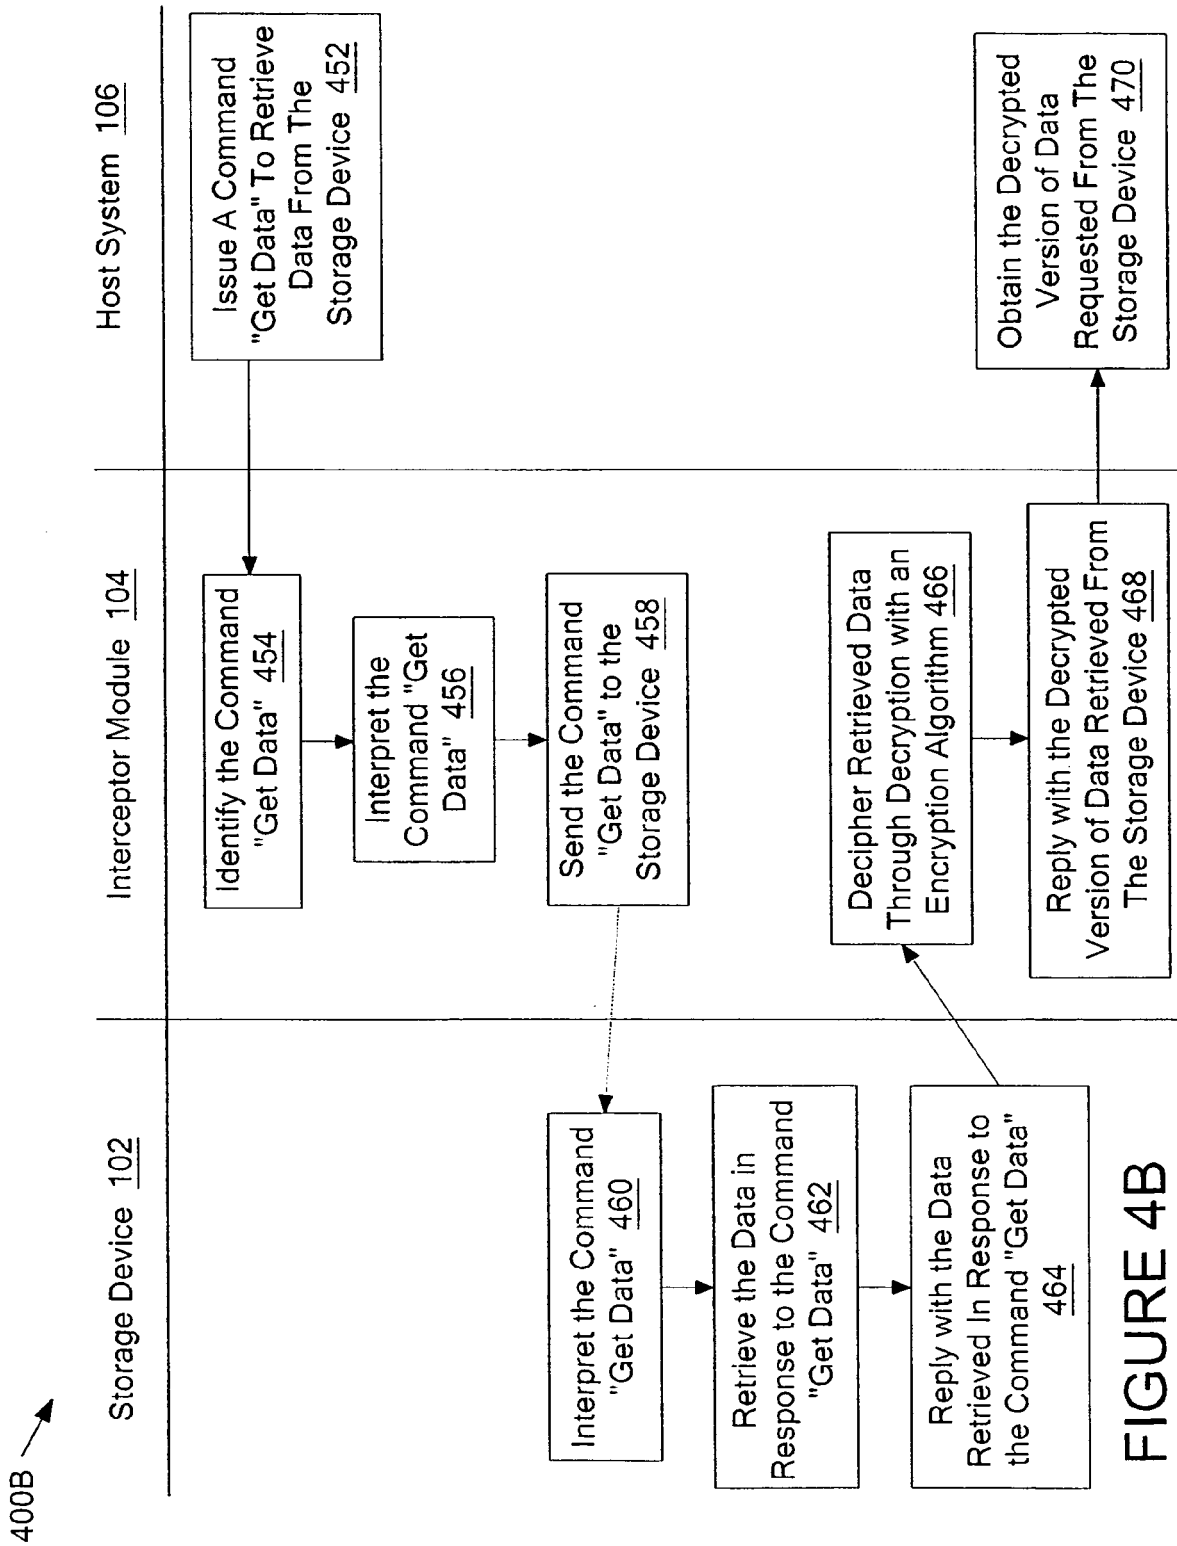 400B
Storage Device 102
Interceptor Module 104
Host System 106
Issue A Command
"Get Data" To Retrieve
Data From The
Storage Device 452
Identify the Command
"Get Data" 454
Interpret the
Command "Get
Data" 456
Send the Command
"Get Data" to the
Storage Device 458
Interpret the Command
"Get Data" 460
Retrieve the Data in
Response to the Command
"Get Data" 462
Reply with the Data
Retrieved In Response to
the Command "Get Data"
464
Decipher Retrieved Data
Through Decryption with an
Encryption Algorithm 466
Reply with the Decrypted
Version of Data Retrieved From
The Storage Device 468
Obtain the Decrypted
Version of Data
Requested From The
Storage Device 470
FIGURE 4B